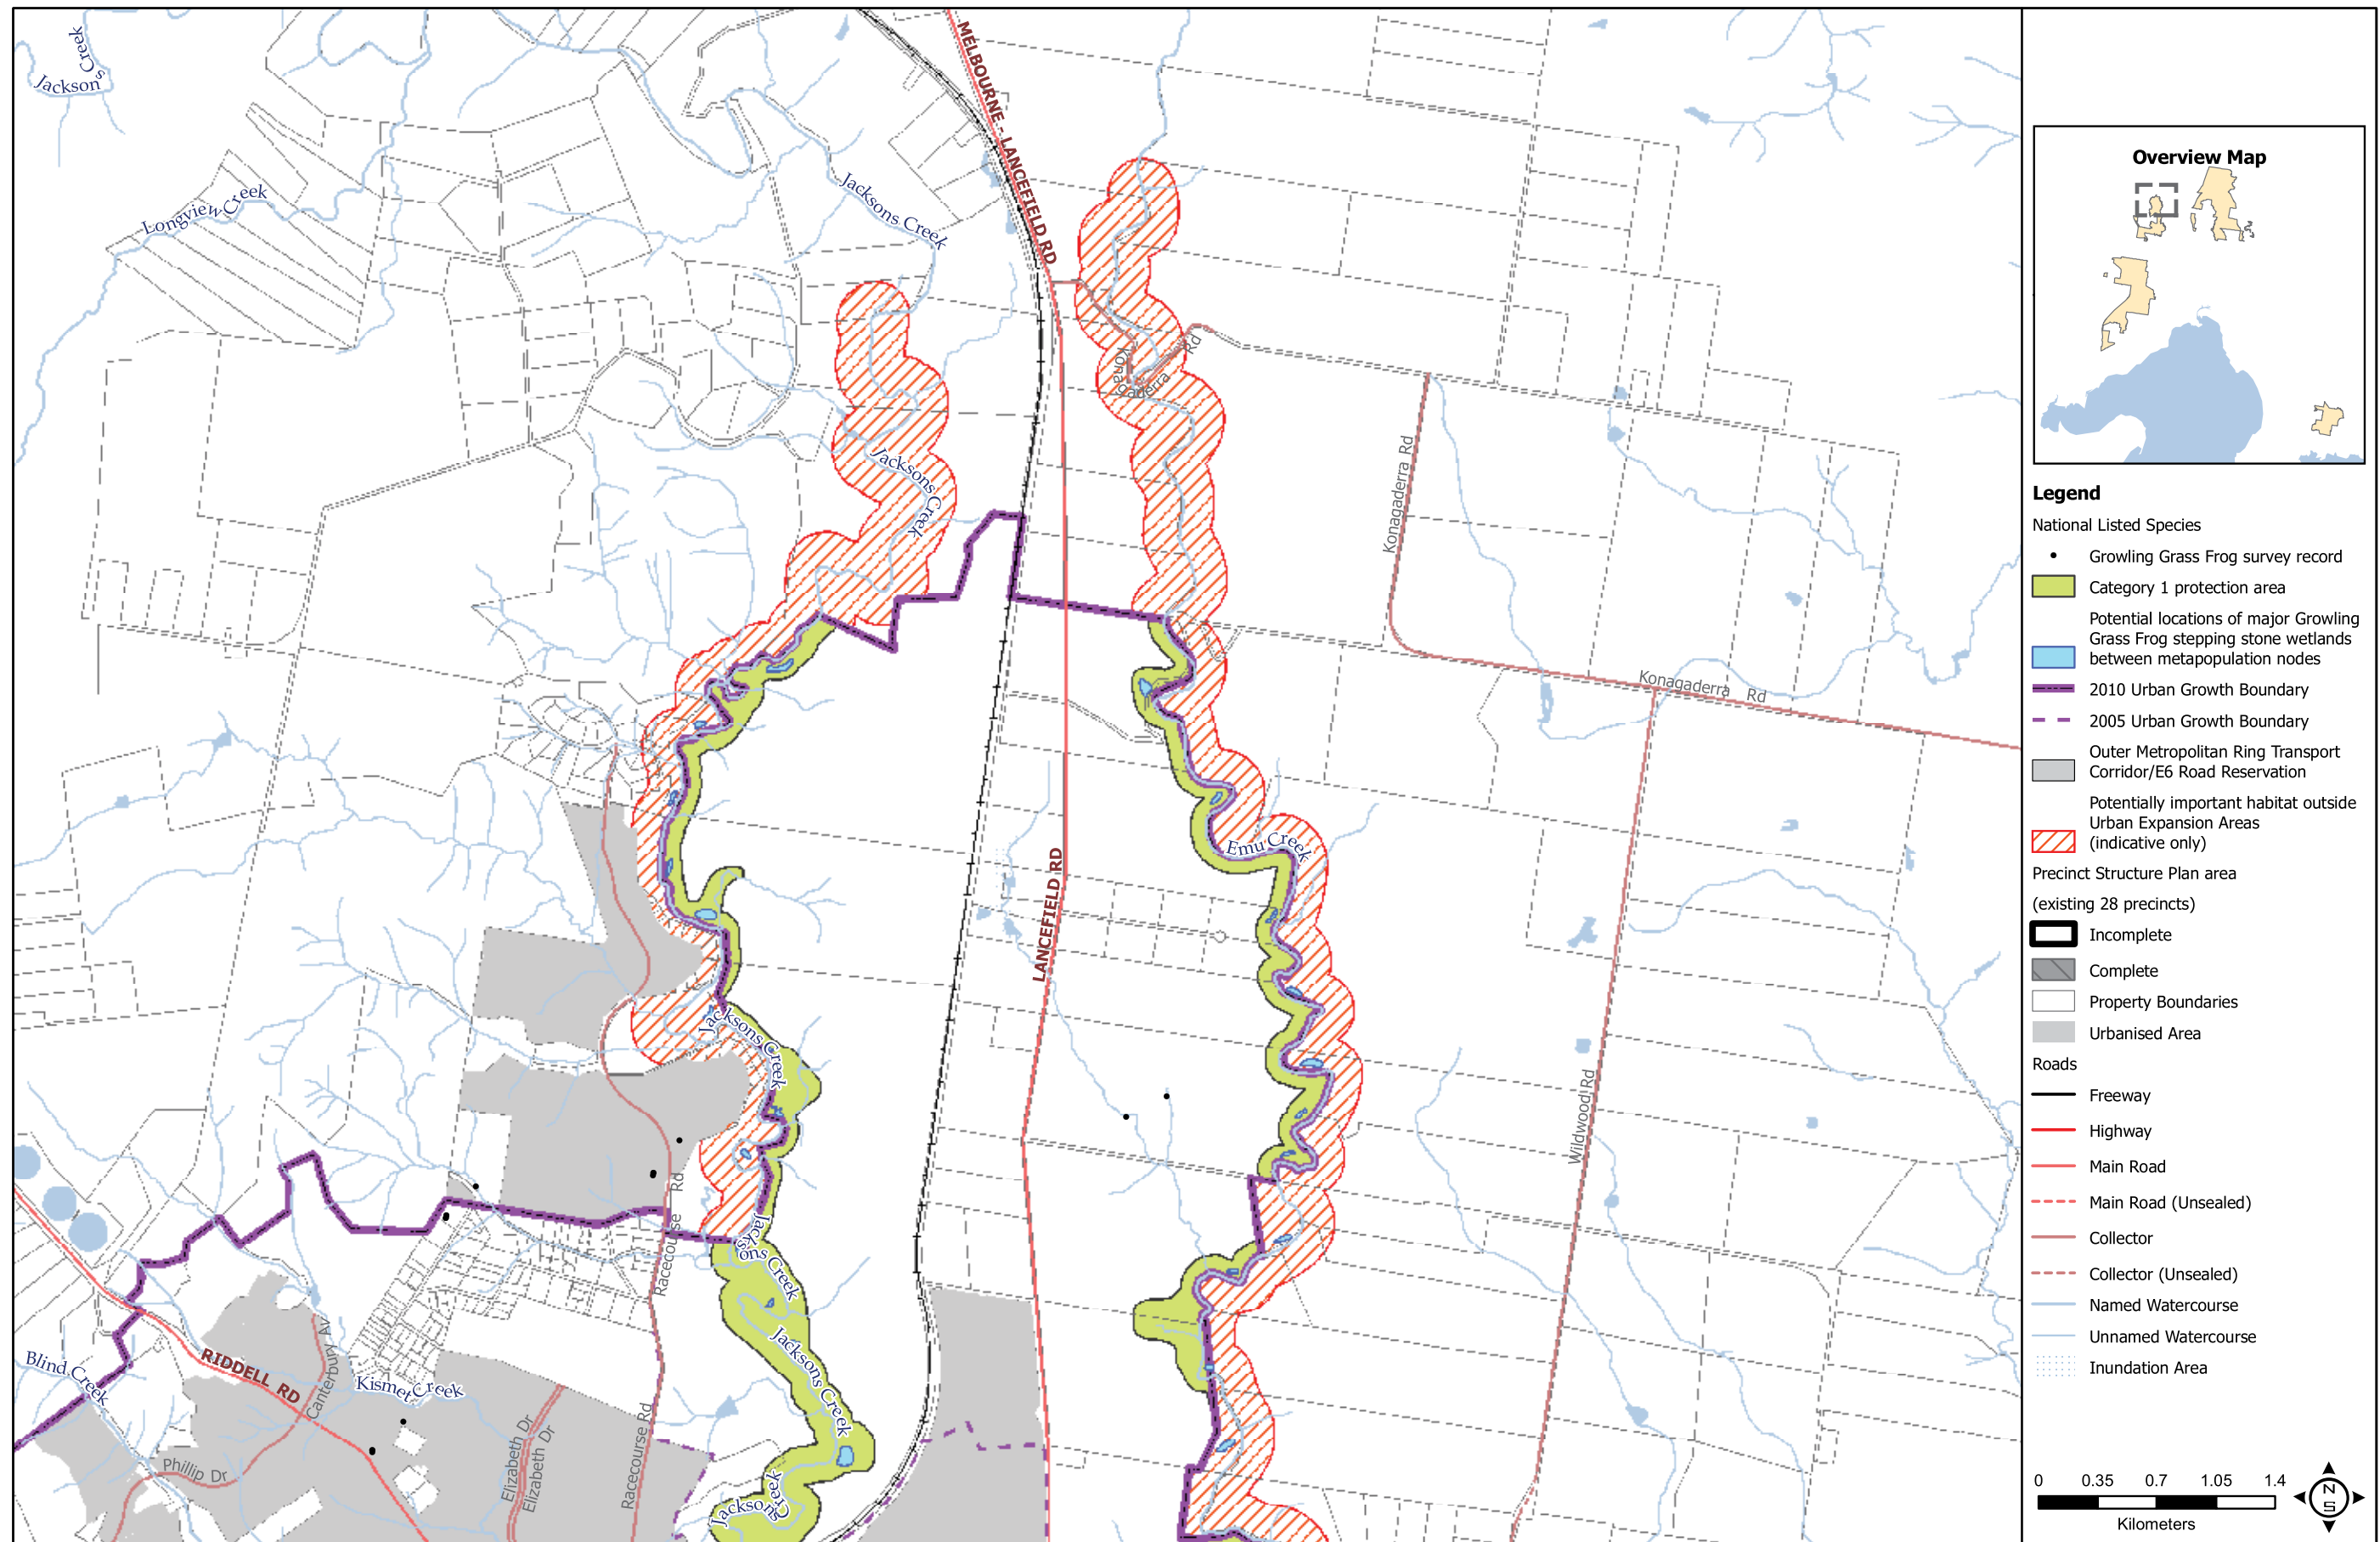 Jacksons Creek
Longview Creek
Jacksons Creek
MELBOURNE - LANCEFIELD RD
Konagaderra Rd
Jacksons Creek
Konagaderra Rd
Konagaderra Rd
Emu Creek
LANCEFIELD RD
Jacksons Creek
Wildwood Rd
Racecourse Rd
Jacksons Creek
Jacksons Creek
RIDDELL RD
Canterbury Av
Blind Creek
Kismet Creek
Phillip Dr
Elizabeth Dr
Elizabeth Dr
Racecourse Rd
Jacksons Creek
Overview Map
Legend
National Listed Species
Growling Grass Frog survey record
Category 1 protection area
Potential locations of major Growling
Grass Frog stepping stone wetlands
between metapopulation nodes
2010 Urban Growth Boundary
2005 Urban Growth Boundary
Outer Metropolitan Ring Transport
Corridor/E6 Road Reservation
Potentially important habitat outside
Urban Expansion Areas
(indicative only)
Precinct Structure Plan area
(existing 28 precincts)
Incomplete
Complete
Property Boundaries
Urbanised Area
Roads
Freeway
Highway
Main Road
Main Road (Unsealed)
Collector
Collector (Unsealed)
Named Watercourse
Unnamed Watercourse
Inundation Area
0 0.35 0.7 1.05 1.4
Kilometers
N
S